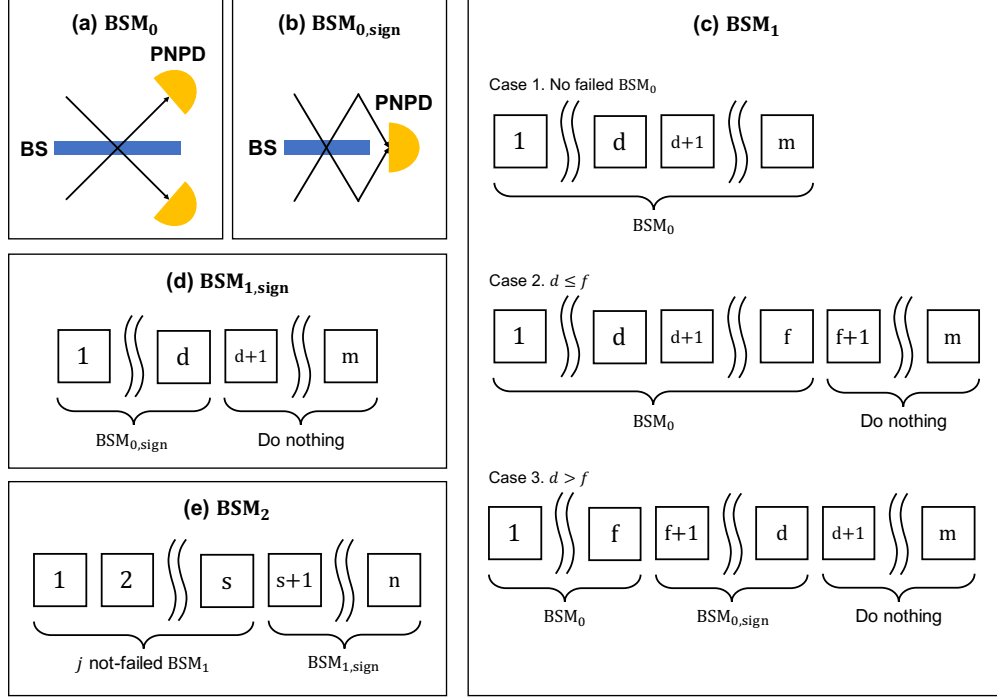 (a) BSM₀
PNPD
BS
(b) BSM₀,sign
PNPD
BS
(c) BSM₁
Case 1. No failed BSM₀
1 d d+1 m
BSM₀
Case 2. d ≤ f
1 d d+1 f f+1 m
BSM₀ Do nothing
Case 3. d > f
1 f f+1 d d+1 m
BSM₀ BSM₀,sign Do nothing
(d) BSM₁,sign
1 d d+1 m
BSM₀,sign Do nothing
(e) BSM₂
1 2 s s+1 n
j not-failed BSM₁ BSM₁,sign